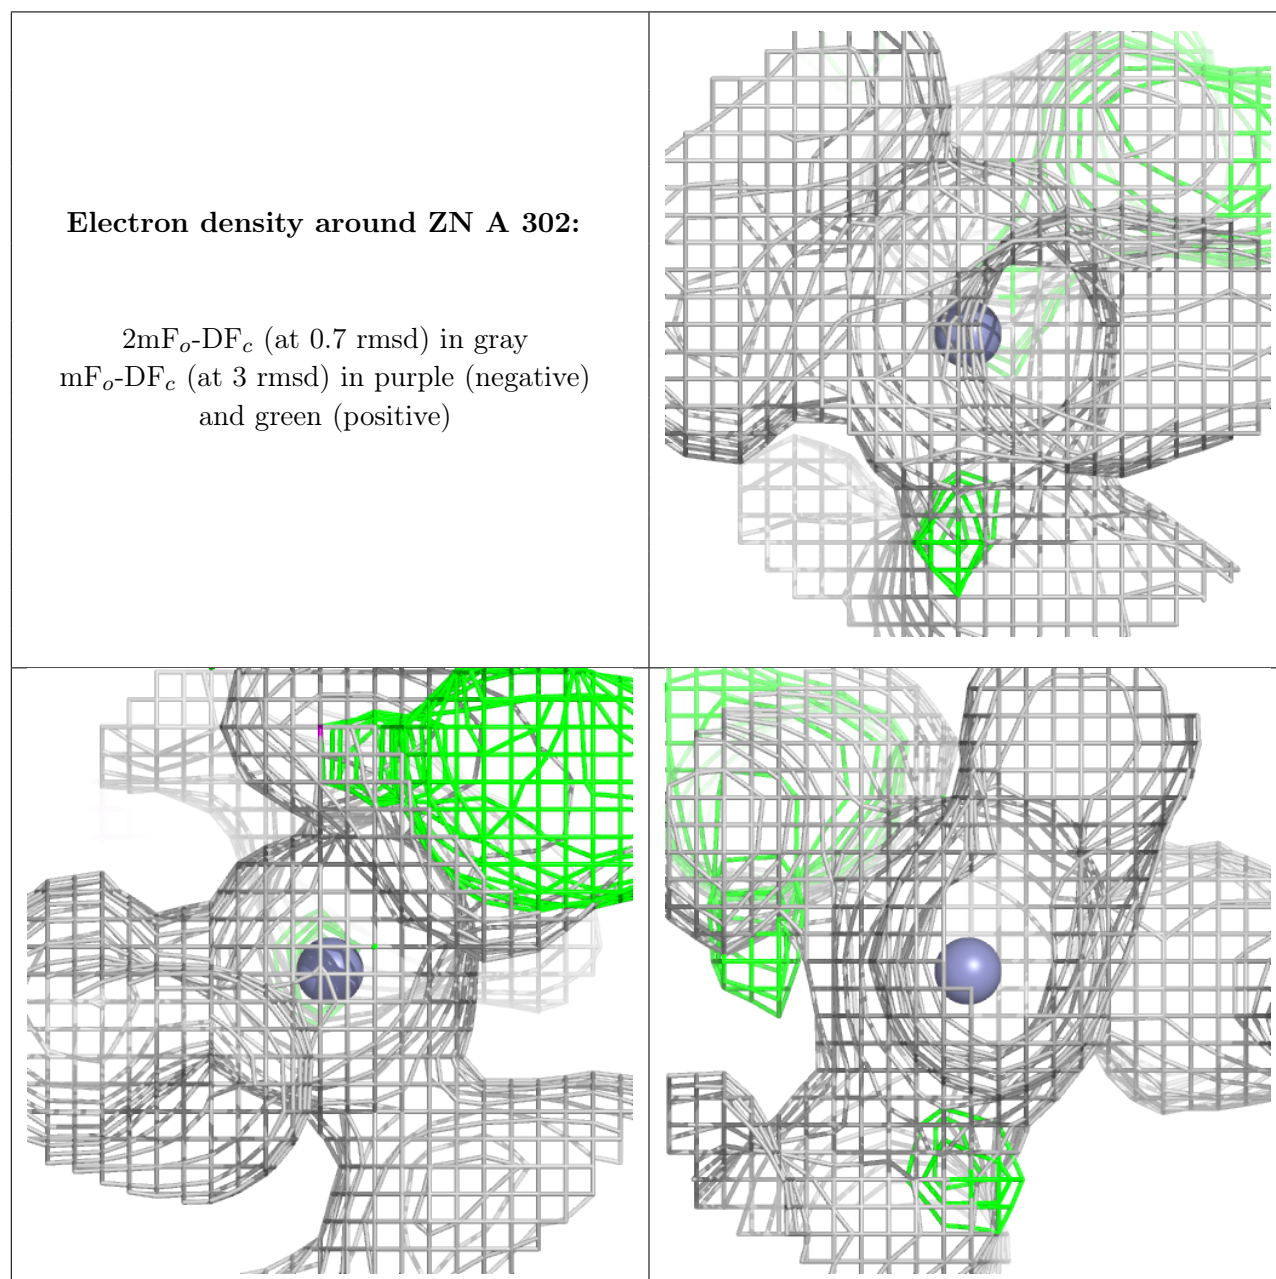 Electron density around ZN A 302:
2mFo-DFc (at 0.7 rmsd) in gray
mFo-DFc (at 3 rmsd) in purple (negative)
and green (positive)